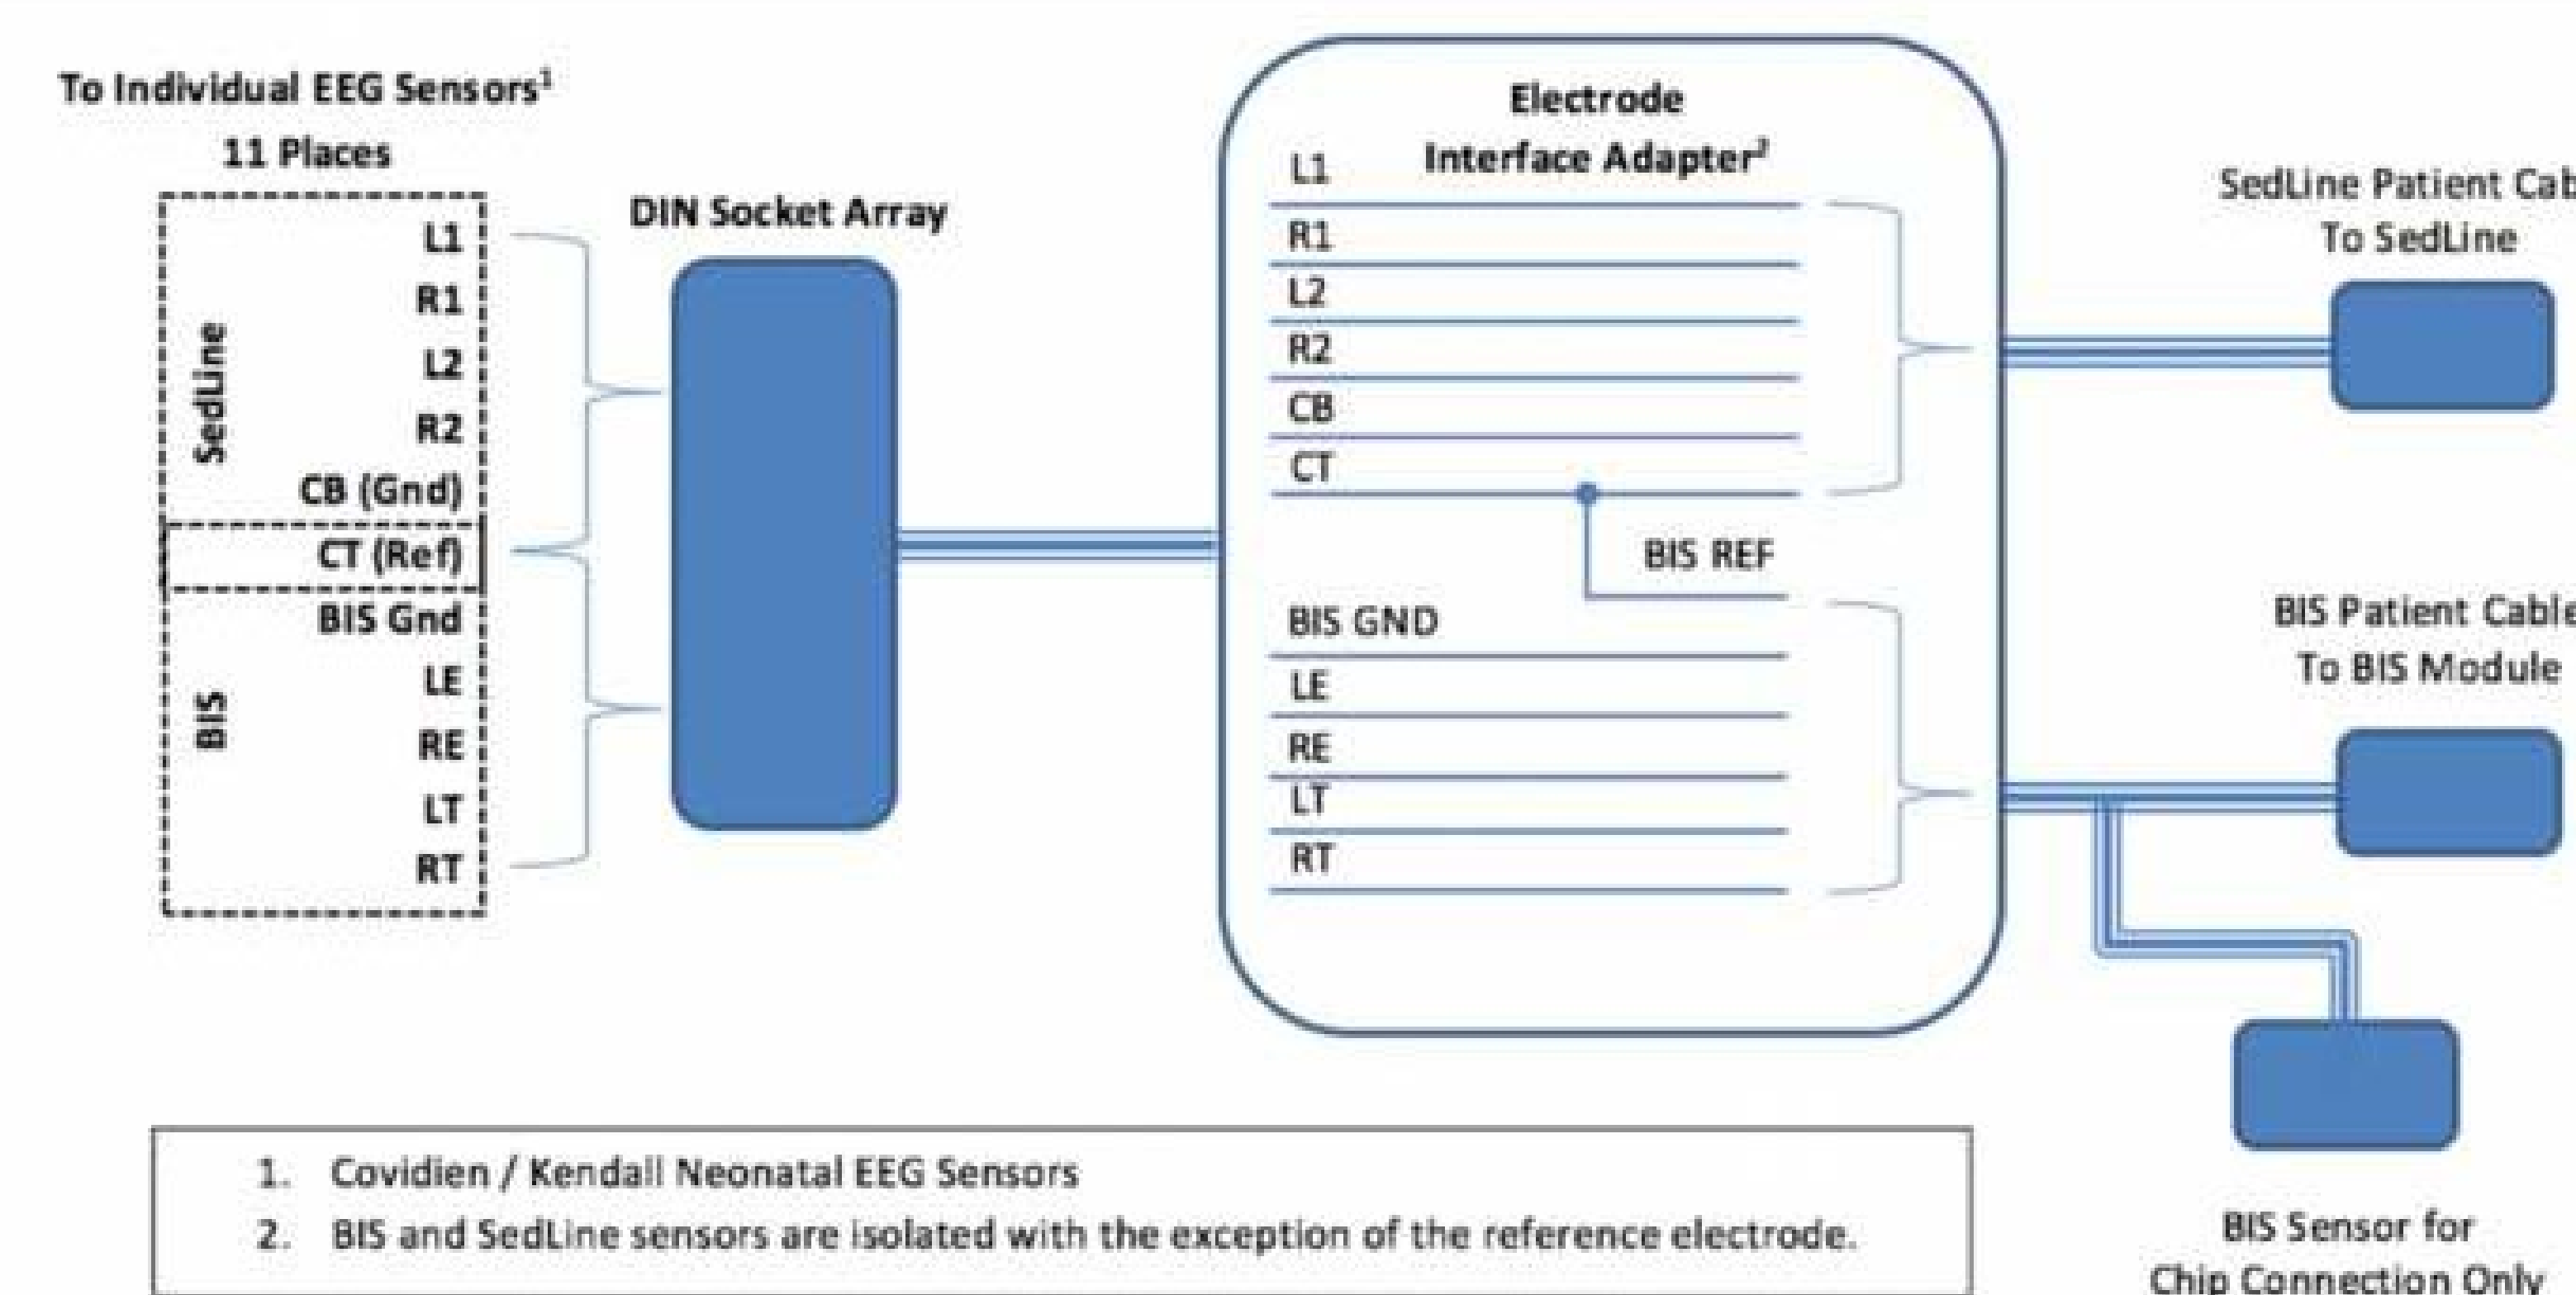 To Individual EEG Sensors¹
11 Places
SedLine
L1
R1
L2
R2
CB (Gnd)
CT (Ref)
BIS
BIS Gnd
LE
RE
LT
RT
DIN Socket Array
Electrode
Interface Adapter²
L1
R1
L2
R2
CB
CT
BIS REF
BIS GND
LE
RE
LT
RT
SedLine Patient Cab
To SedLine
BIS Patient Cable
To BIS Module
BIS Sensor for
Chip Connection Only
1. Covidien / Kendall Neonatal EEG Sensors
2. BIS and SedLine sensors are isolated with the exception of the reference electrode.